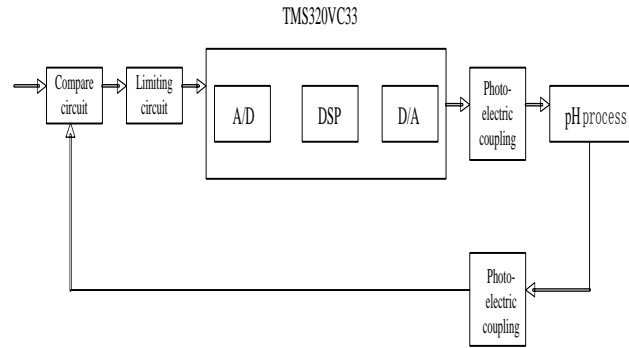 TMS320VC33
Compare
circuit
Limiting
circuit
A/D
DSP
D/A
Photo-
electric
coupling
pH process
Photo-
electric
coupling